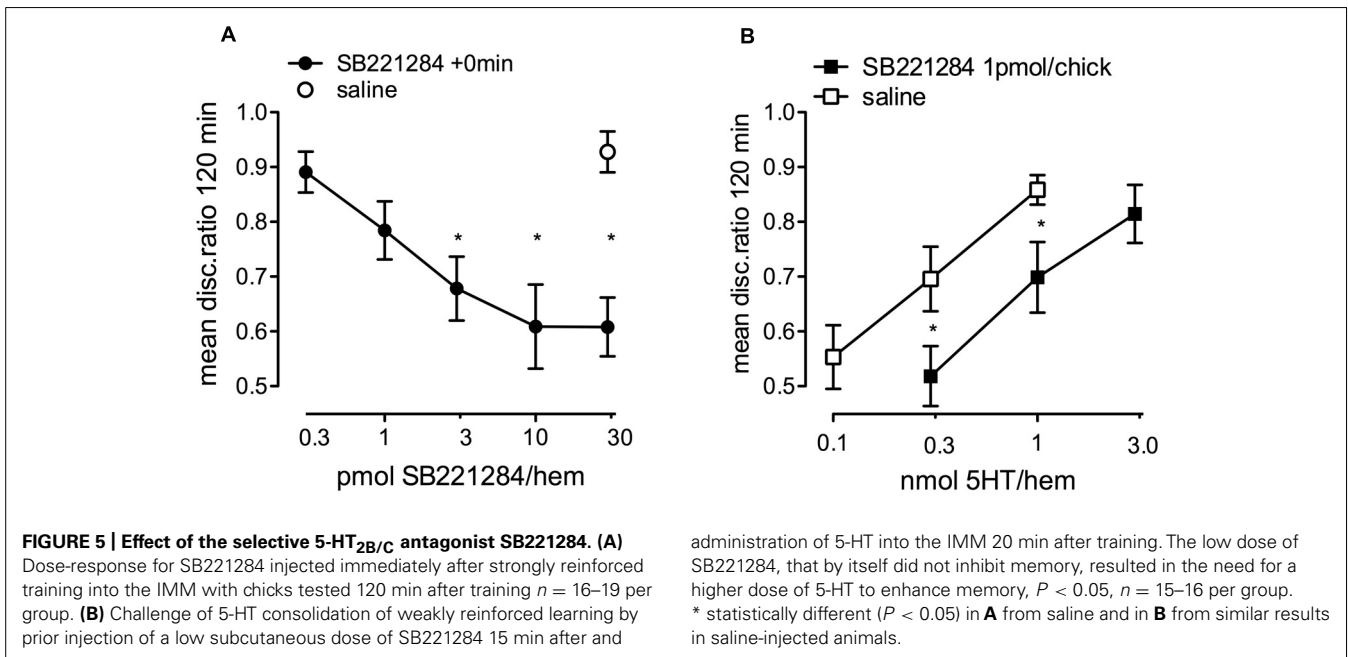 A
SB221284 +0min
saline
mean disc.ratio 120 min
1.0
0.9
0.8
0.7
0.6
0.5
*
*
*
0.3
1
3
10
30
pmol SB221284/hem
B
SB221284 1pmol/chick
saline
mean disc.ratio 120 min
1.0
0.9
0.8
0.7
0.6
0.5
*
*
0.1
0.3
1
3.0
nmol 5HT/hem
FIGURE 5 | Effect of the selective 5-HT2B/C antagonist SB221284. (A)
Dose-response for SB221284 injected immediately after strongly reinforced
training into the IMM with chicks tested 120 min after training n = 16–19 per
group. (B) Challenge of 5-HT consolidation of weakly reinforced learning by
prior injection of a low subcutaneous dose of SB221284 15 min after and
administration of 5-HT into the IMM 20 min after training. The low dose of
SB221284, that by itself did not inhibit memory, resulted in the need for a
higher dose of 5-HT to enhance memory, P < 0.05, n = 15–16 per group.
* statistically different (P < 0.05) in A from saline and in B from similar results
in saline-injected animals.